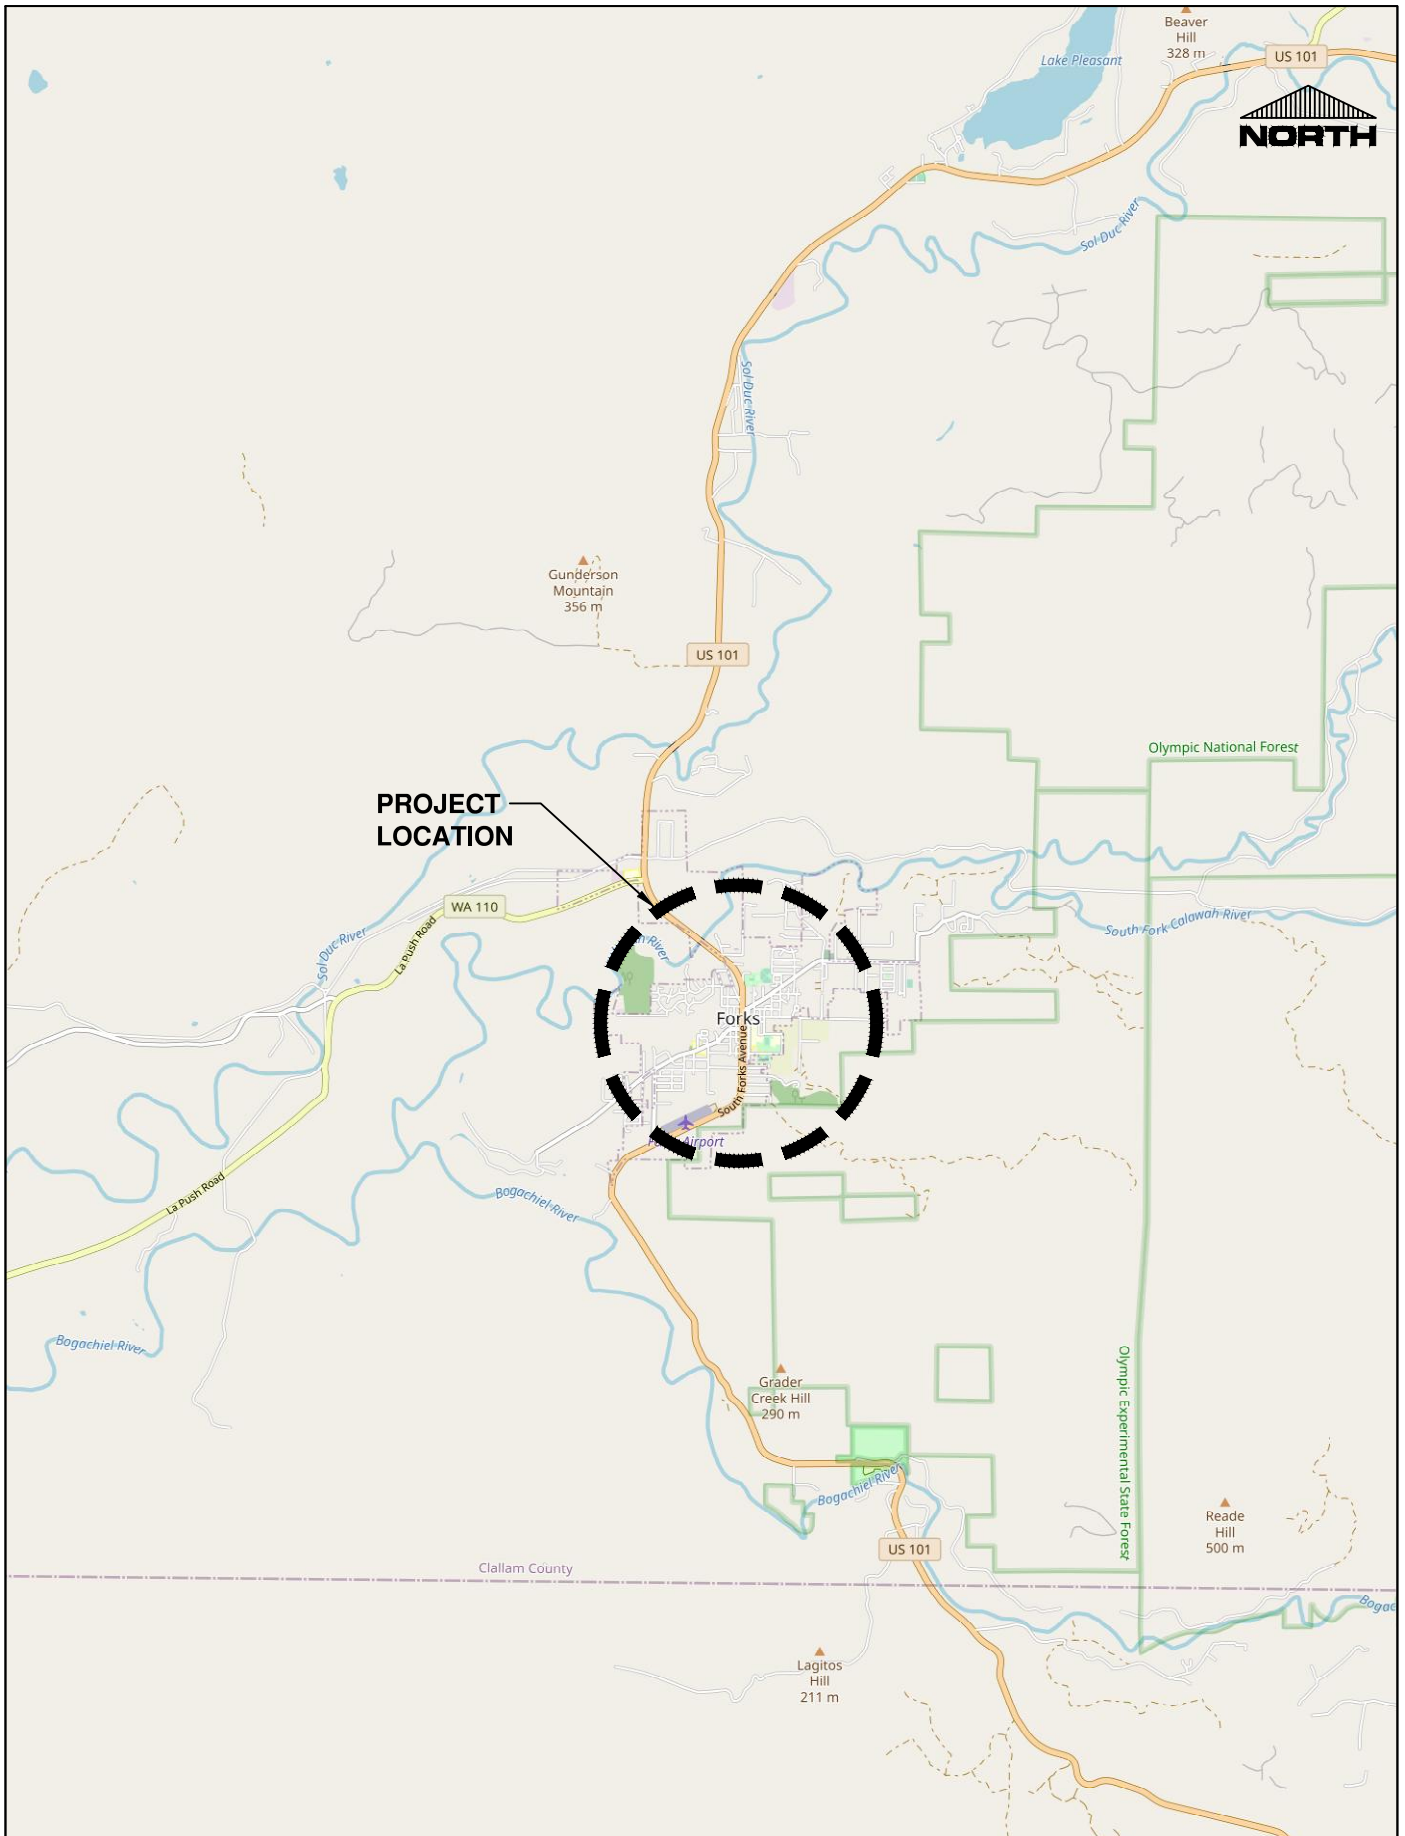 Beaver
Hill
328 m
Lake Pleasant
US 101
NORTH
Sol Duc River
Sol Duc River
Gunderson
Mountain
356 m
US 101
Olympic National Forest
PROJECT
LOCATION
WA 110
La Push Road
Sol Duc River
South Fork Calawah River
River
Forks
South Forks Avenue
Airport
La Push Road
Bogachiel River
Bogachiel River
Grader
Creek Hill
290 m
Olympic Experimental State Forest
Bogachiel River
Reade
Hill
500 m
US 101
Clallam County
Bogac
Lagitos
Hill
211 m